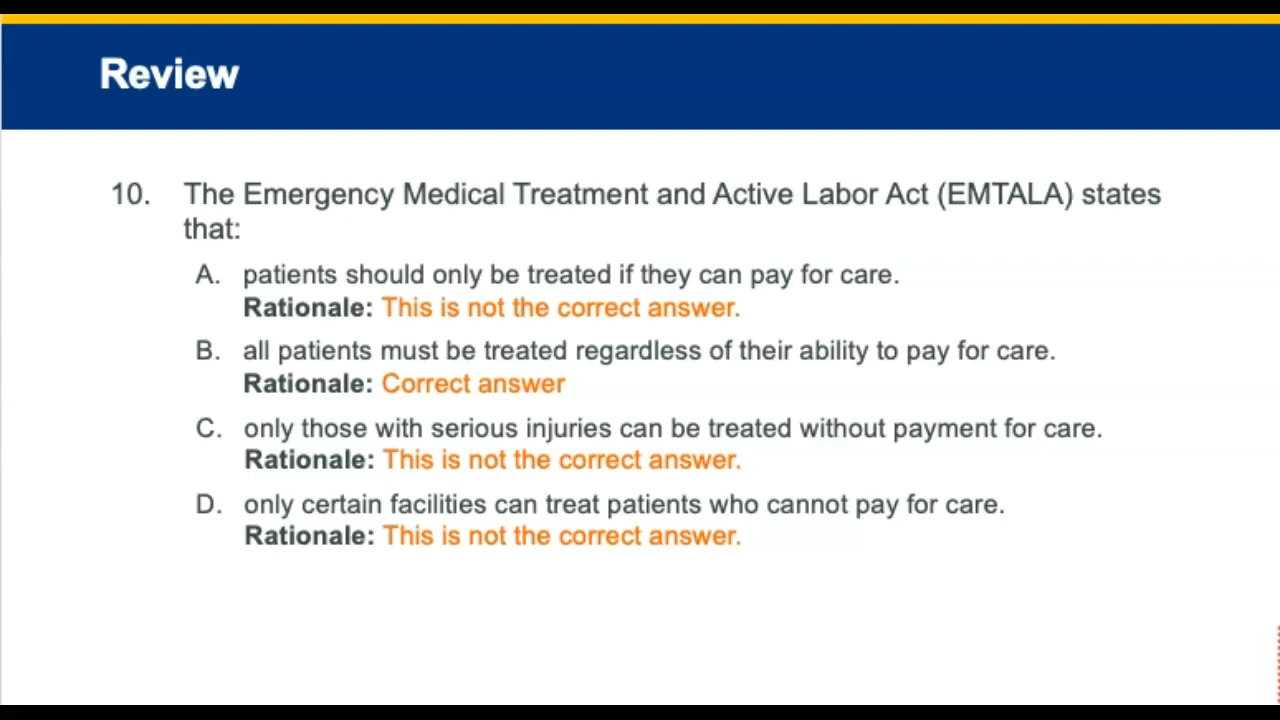 Review
10. The Emergency Medical Treatment and Active Labor Act (EMTALA) states
that:
A. patients should only be treated if they can pay for care.
Rationale: This is not the correct answer.
B. all patients must be treated regardless of their ability to pay for care.
Rationale: Correct answer
C. only those with serious injuries can be treated without payment for care.
Rationale: This is not the correct answer.
D. only certain facilities can treat patients who cannot pay for care.
Rationale: This is not the correct answer.